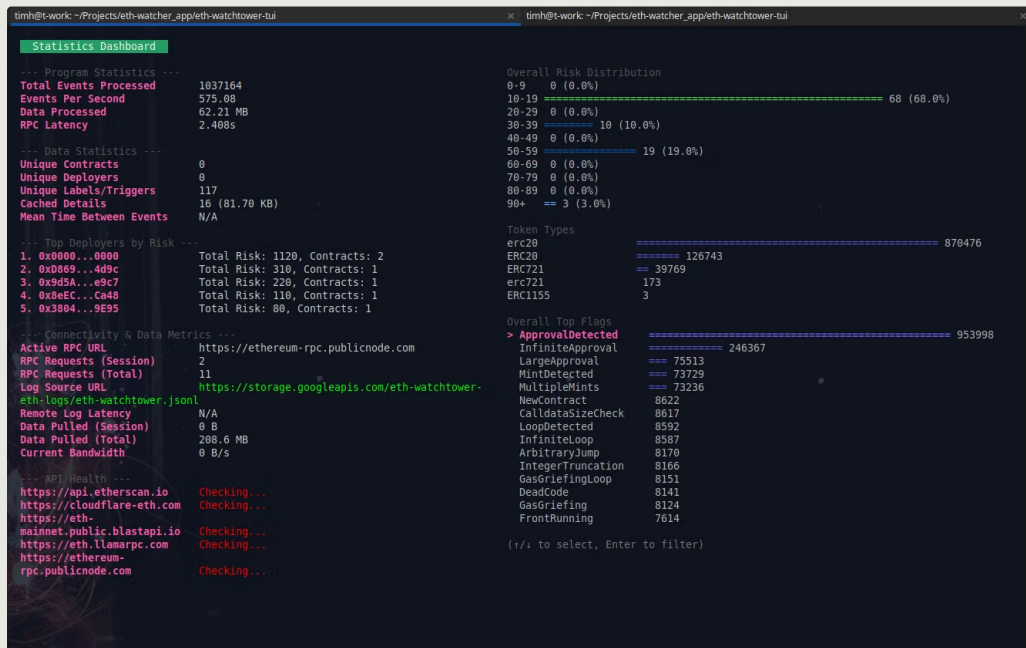 timh@t-work: ~/Projects/eth-watcher_app/eth-watchtower-tui × timh@t-work: ~/Projects/eth-watcher_app/eth-watchtower-tui ×
Statistics Dashboard
--- Program Statistics ---
Total Events Processed 1037164
Events Per Second 575.08
Data Processed 62.21 MB
RPC Latency 2.408s
--- Data Statistics ---
Unique Contracts 0
Unique Deployers 0
Unique Labels/Triggers 117
Cached Details 16 (81.70 KB)
Mean Time Between Events N/A
--- Top Deployers by Risk ---
1. 0x0000...0000 Total Risk: 1120, Contracts: 2
2. 0xD869...4d9c Total Risk: 310, Contracts: 1
3. 0x9d5A...e9c7 Total Risk: 220, Contracts: 1
4. 0x8eEC...Ca48 Total Risk: 110, Contracts: 1
5. 0x3804...9E95 Total Risk: 80, Contracts: 1
--- Connectivity & Data Metrics ---
Active RPC URL https://ethereum-rpc.publicnode.com
RPC Requests (Session) 2
RPC Requests (Total) 11
Log Source URL https://storage.googleapis.com/eth-watchtower-
eth-logs/eth-watchtower.jsonl
Remote Log Latency N/A
Data Pulled (Session) 0 B
Data Pulled (Total) 208.6 MB
Current Bandwidth 0 B/s
--- API Health ---
https://api.etherscan.io Checking...
https://cloudflare-eth.com Checking...
https://eth-
mainnet.public.blastapi.io Checking...
https://eth.llamarpc.com Checking...
https://ethereum-
rpc.publicnode.com Checking...
Overall Risk Distribution
0-9 0 (0.0%)
10-19 68 (68.0%)
20-29 0 (0.0%)
30-39 10 (10.0%)
40-49 0 (0.0%)
50-59 19 (19.0%)
60-69 0 (0.0%)
70-79 0 (0.0%)
80-89 0 (0.0%)
90+ == 3 (3.0%)
Token Types
erc20 870476
ERC20 126743
ERC721 == 39769
erc721 173
ERC1155 3
Overall Top Flags
> ApprovalDetected 953998
InfiniteApproval 246367
LargeApproval === 75513
MintDetected === 73729
MultipleMints === 73236
NewContract 8622
CalldataSizeCheck 8617
LoopDetected 8592
InfiniteLoop 8587
ArbitraryJump 8170
IntegerTruncation 8166
GasGriefingLoop 8151
DeadCode 8141
GasGriefing 8124
FrontRunning 7614
(↑/↓ to select, Enter to filter)